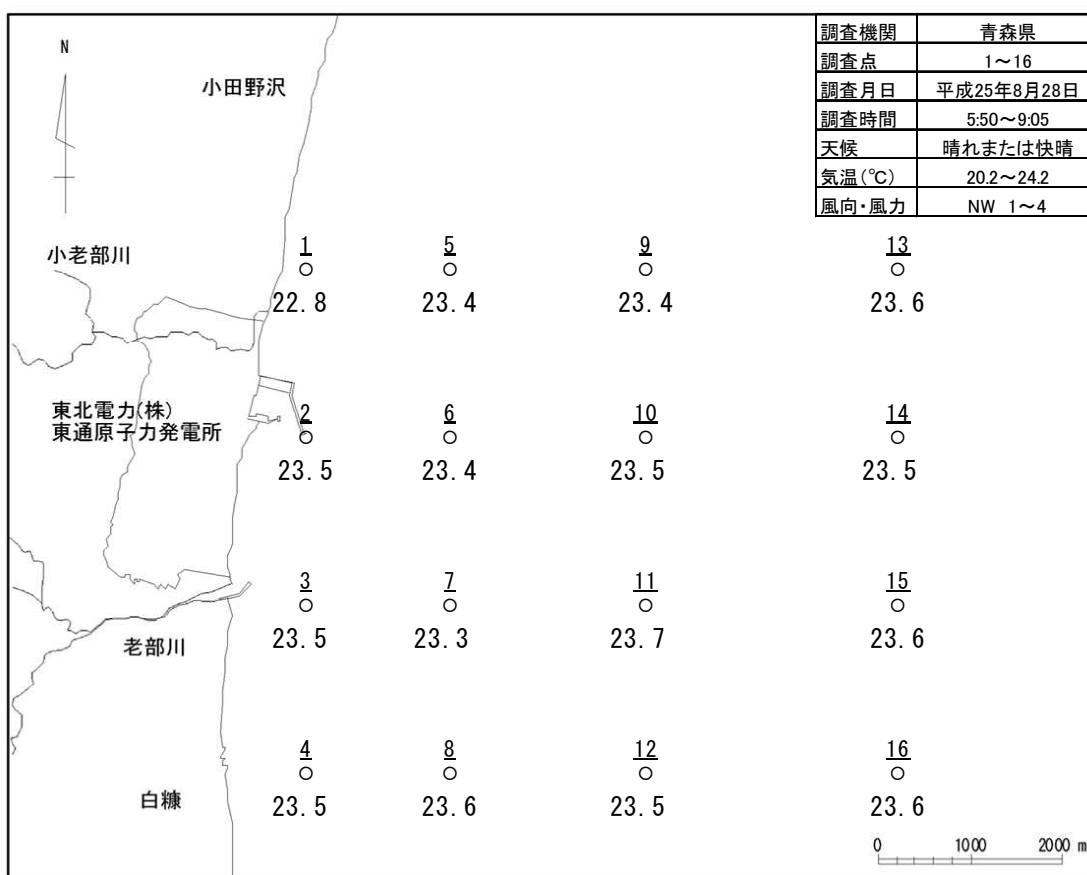 調査機関 青森県
調査点 1～16
調査月日 平成25年8月28日
調査時間 5:50～9:05
天候 晴れまたは快晴
気温(℃) 20.2～24.2
風向・風力 NW 1～4
N
小田野沢
小老部川
1 5 9 13
22.8 23.4 23.4 23.6
東北電力(株)
東通原子力発電所
2 6 10 14
23.5 23.4 23.5 23.5
3 7 11 15
23.5 23.3 23.7 23.6
老部川
4 8 12 16
23.5 23.6 23.5 23.6
白糠
0 1000 2000 m